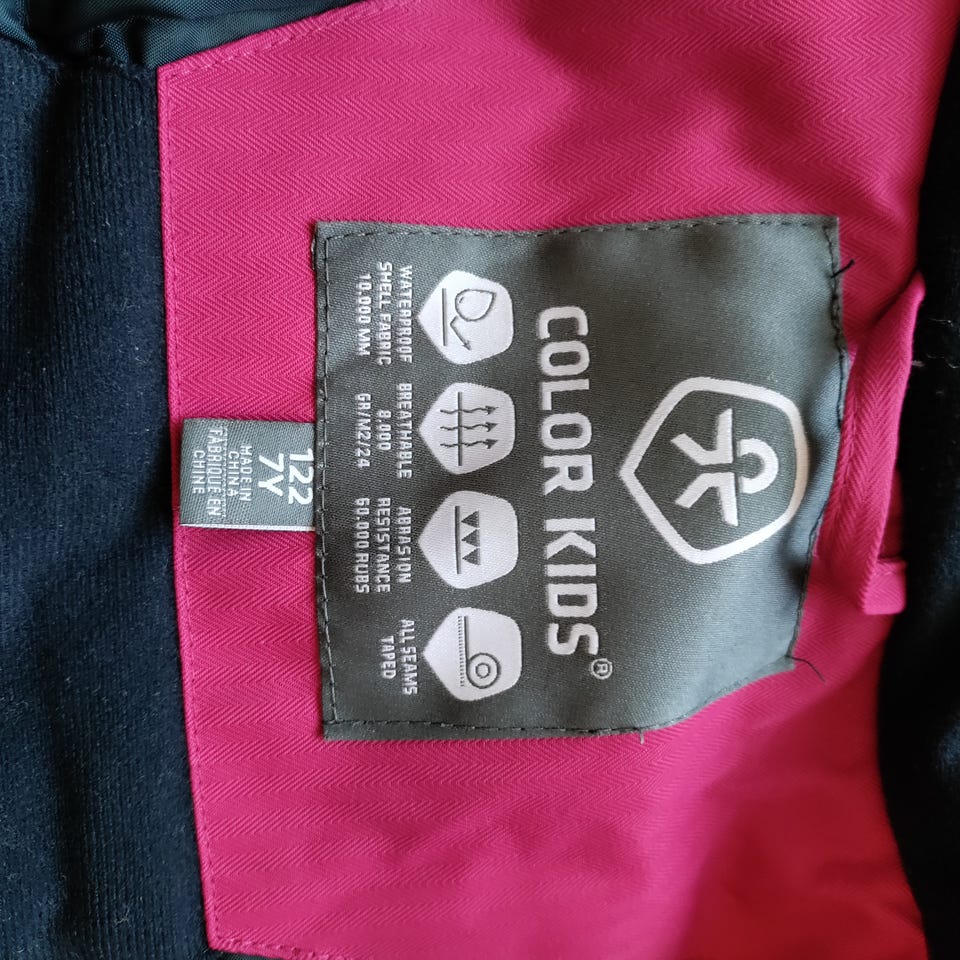 COLOR KIDS®
WATERPROOF
SHELL FABRIC
10.000 MM
BREATHABLE
8.000
GR/M2/24
ABRASION
RESISTANCE
60.000 RUBS
ALL SEAMS
TAPED
122
7Y
MADE IN
CHINA
FABRIQUÉ EN
CHINE